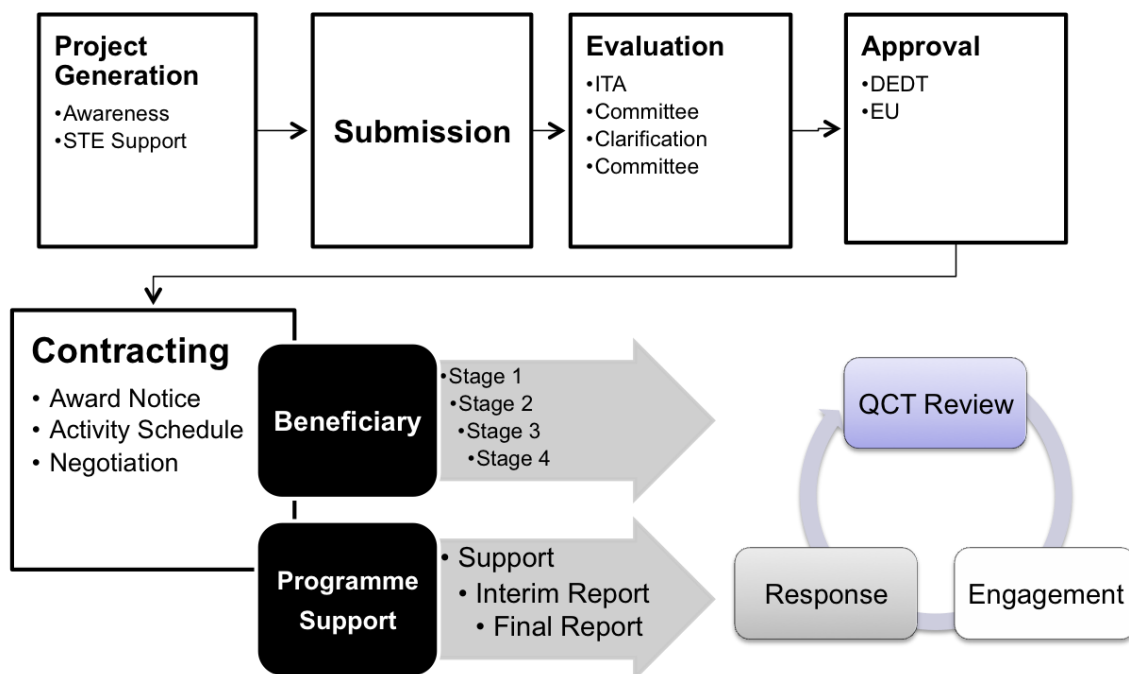 Project
Generation
•Awareness
•STE Support
Submission
Evaluation
•ITA
•Committee
•Clarification
•Committee
Approval
•DEDT
•EU
Contracting
• Award Notice
• Activity Schedule
• Negotiation
Beneficiary
•Stage 1
•Stage 2
•Stage 3
•Stage 4
Programme
Support
• Support
• Interim Report
• Final Report
QCT Review
Response
Engagement